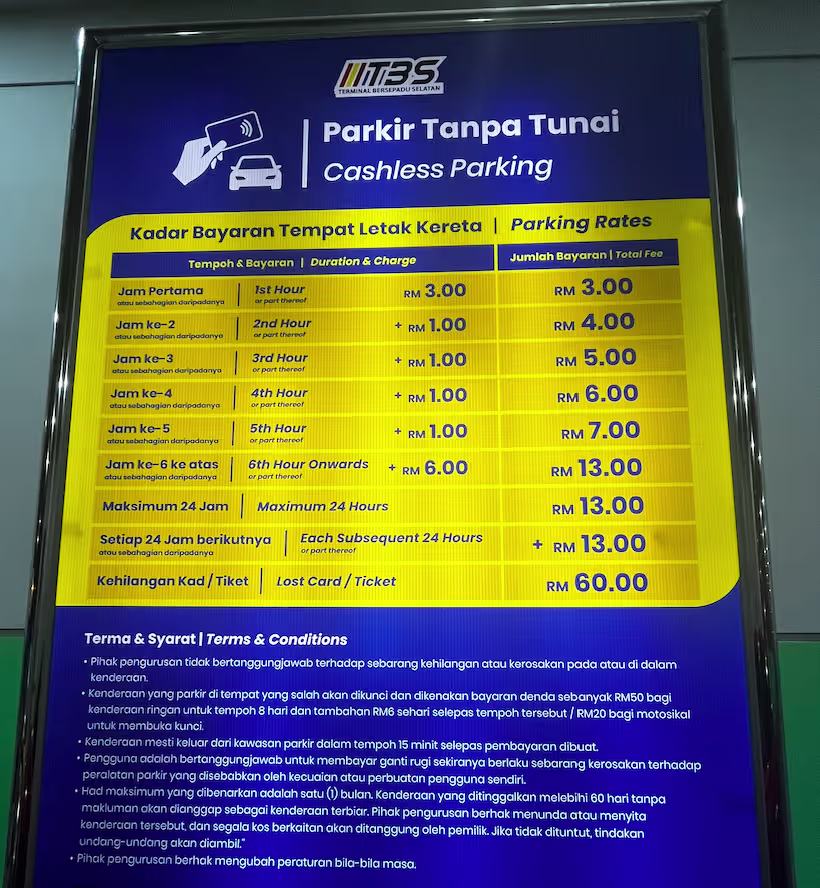 TBS
TERMINAL BERSEPADU SELATAN
Parkir Tanpa Tunai
Cashless Parking
Kadar Bayaran Tempat Letak Kereta | Parking Rates
Tempoh & Bayaran | Duration & Charge Jumlah Bayaran | Total Fee
Jam Pertama | 1st Hour RM 3.00 RM 3.00
atau sebahagian daripadanya or part thereof
Jam ke-2 | 2nd Hour + RM 1.00 RM 4.00
atau sebahagian daripadanya or part thereof
Jam ke-3 | 3rd Hour + RM 1.00 RM 5.00
atau sebahagian daripadanya or part thereof
Jam ke-4 | 4th Hour + RM 1.00 RM 6.00
atau sebahagian daripadanya or part thereof
Jam ke-5 | 5th Hour + RM 1.00 RM 7.00
atau sebahagian daripadanya or part thereof
Jam ke-6 ke atas | 6th Hour Onwards + RM 6.00 RM 13.00
atau sebahagian daripadanya or part thereof
Maksimum 24 Jam | Maximum 24 Hours RM 13.00
Setiap 24 Jam berikutnya | Each Subsequent 24 Hours + RM 13.00
atau sebahagian daripadanya or part thereof
Kehilangan Kad / Tiket | Lost Card / Ticket RM 60.00
Terma & Syarat | Terms & Conditions
• Pihak pengurusan tidak bertanggungjawab terhadap sebarang kehilangan atau kerosakan pada atau di dalam
kenderaan.
• Kenderaan yang parkir di tempat yang salah akan dikunci dan dikenakan bayaran denda sebanyak RM50 bagi
kenderaan ringan untuk tempoh 8 hari dan tambahan RM6 sehari selepas tempoh tersebut / RM20 bagi motosikal
untuk membuka kunci.
• Kenderaan mesti keluar dari kawasan parkir dalam tempoh 15 minit selepas pembayaran dibuat.
• Pengguna adalah bertanggungjawab untuk membayar ganti rugi sekiranya berlaku sebarang kerosakan terhadap
peralatan parkir yang disebabkan oleh kecuaian atau perbuatan pengguna sendiri.
• Had maksimum yang dibenarkan adalah satu (1) bulan. Kenderaan yang ditinggalkan melebihi 60 hari tanpa
makluman akan dianggap sebagai kenderaan terbiar. Pihak pengurusan berhak menunda atau menyita
kenderaan tersebut, dan segala kos berkaitan akan ditanggung oleh pemilik. Jika tidak dituntut, tindakan
undang-undang akan diambil."
• Pihak pengurusan berhak mengubah peraturan bila-bila masa.